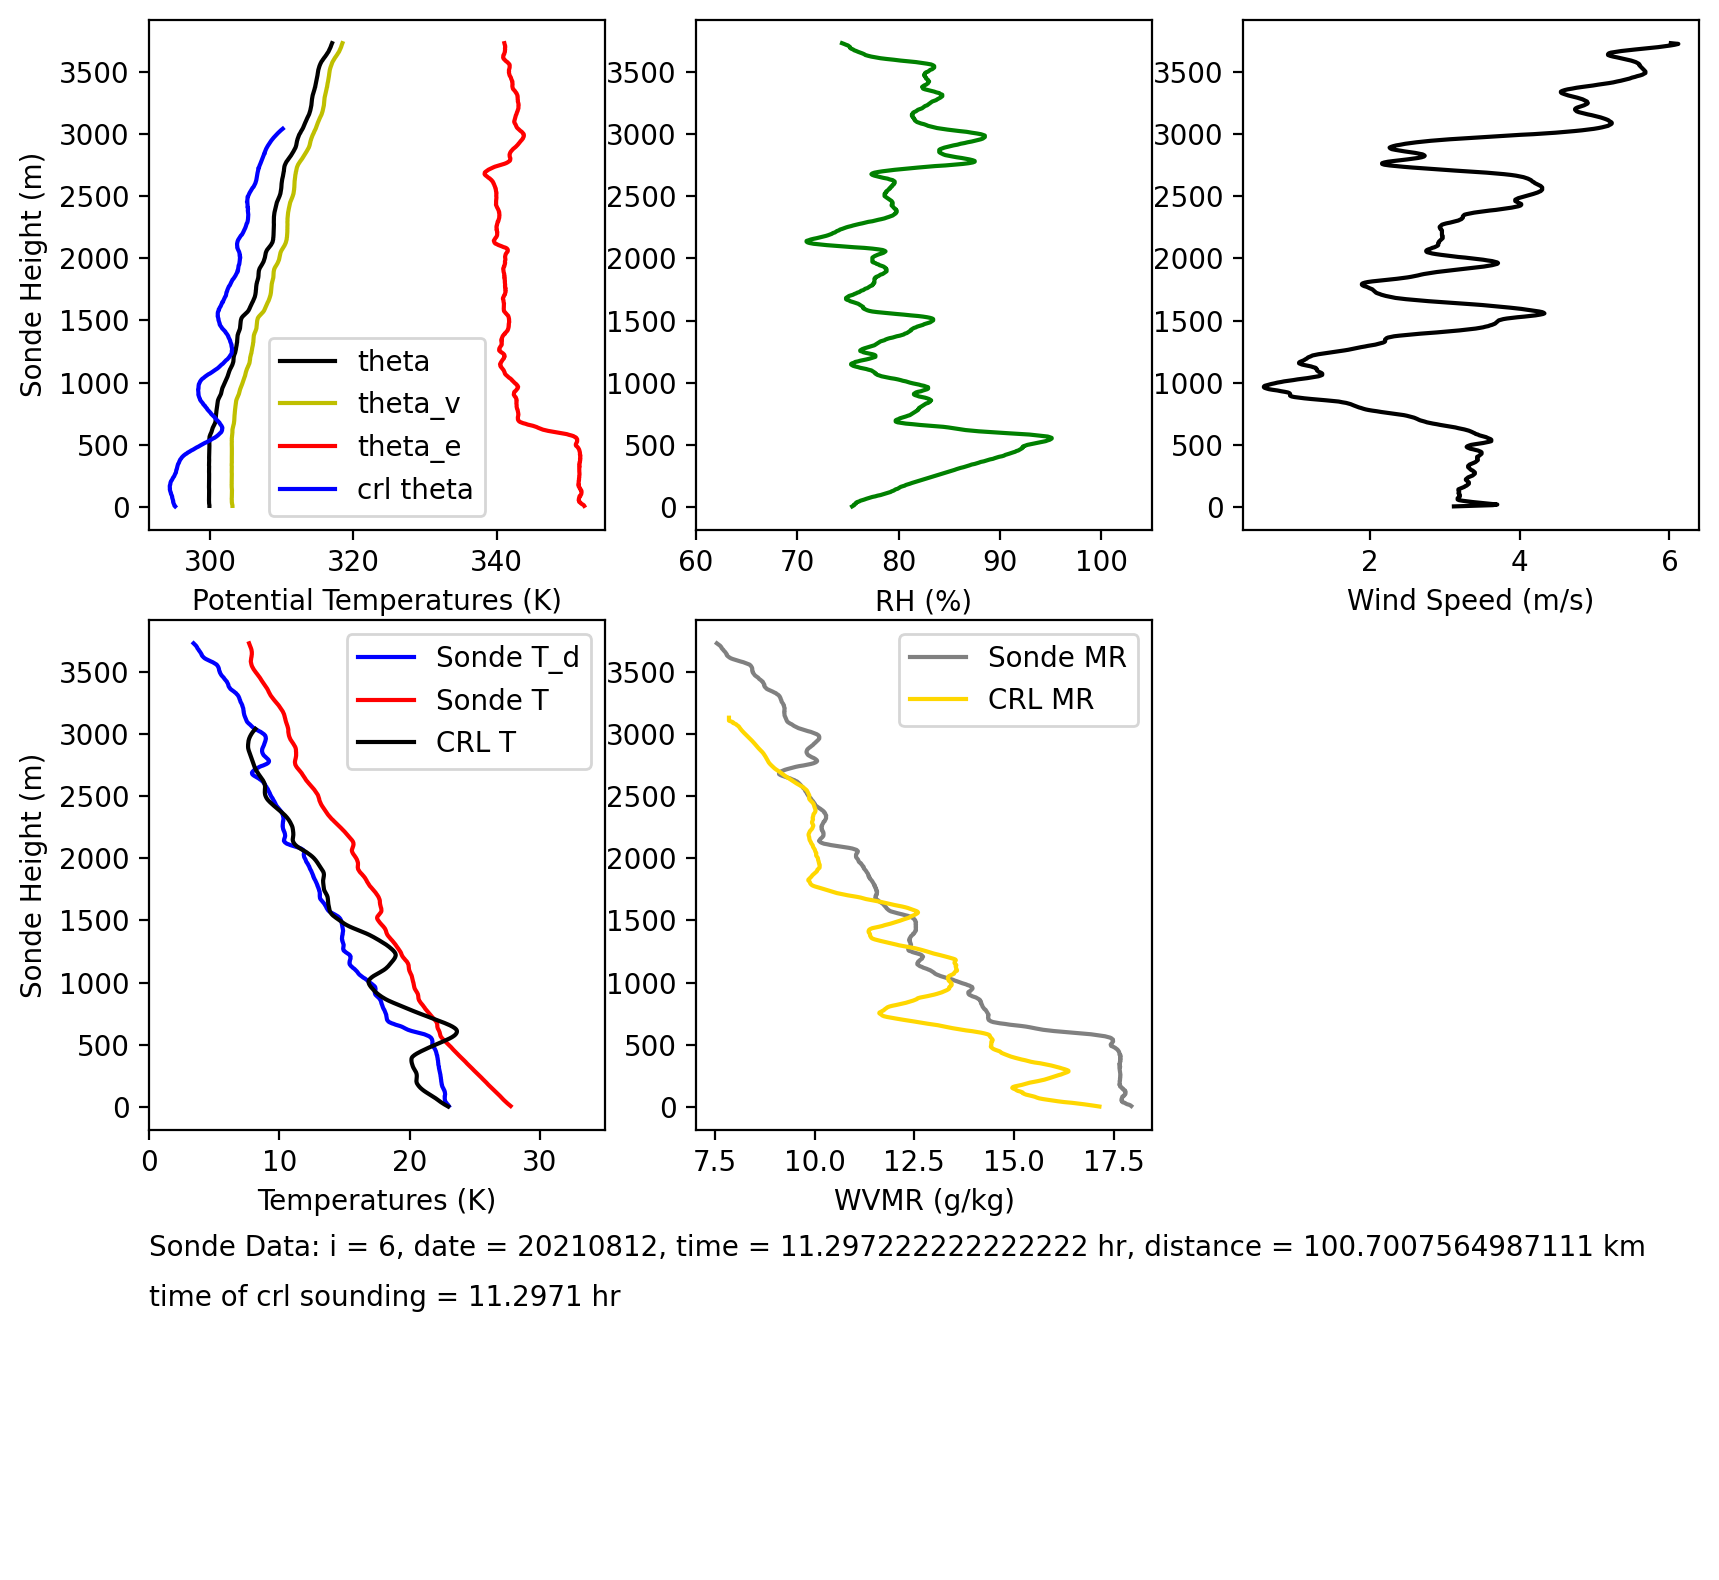 3500
3000
2500
2000
1500
1000
500
0
Sonde Height (m)
theta
theta_v
theta_e
crl theta
300 320 340
Potential Temperatures (K)
3500
3000
2500
2000
1500
1000
500
0
60 70 80 90 100
RH (%)
3500
3000
2500
2000
1500
1000
500
0
2 4 6
Wind Speed (m/s)
3500
3000
2500
2000
1500
1000
500
0
Sonde Height (m)
Sonde T_d
Sonde T
CRL T
0 10 20 30
Temperatures (K)
3500
3000
2500
2000
1500
1000
500
0
Sonde MR
CRL MR
7.5 10.0 12.5 15.0 17.5
WVMR (g/kg)
Sonde Data: i = 6, date = 20210812, time = 11.297222222222222 hr, distance = 100.7007564987111 km
time of crl sounding = 11.2971 hr